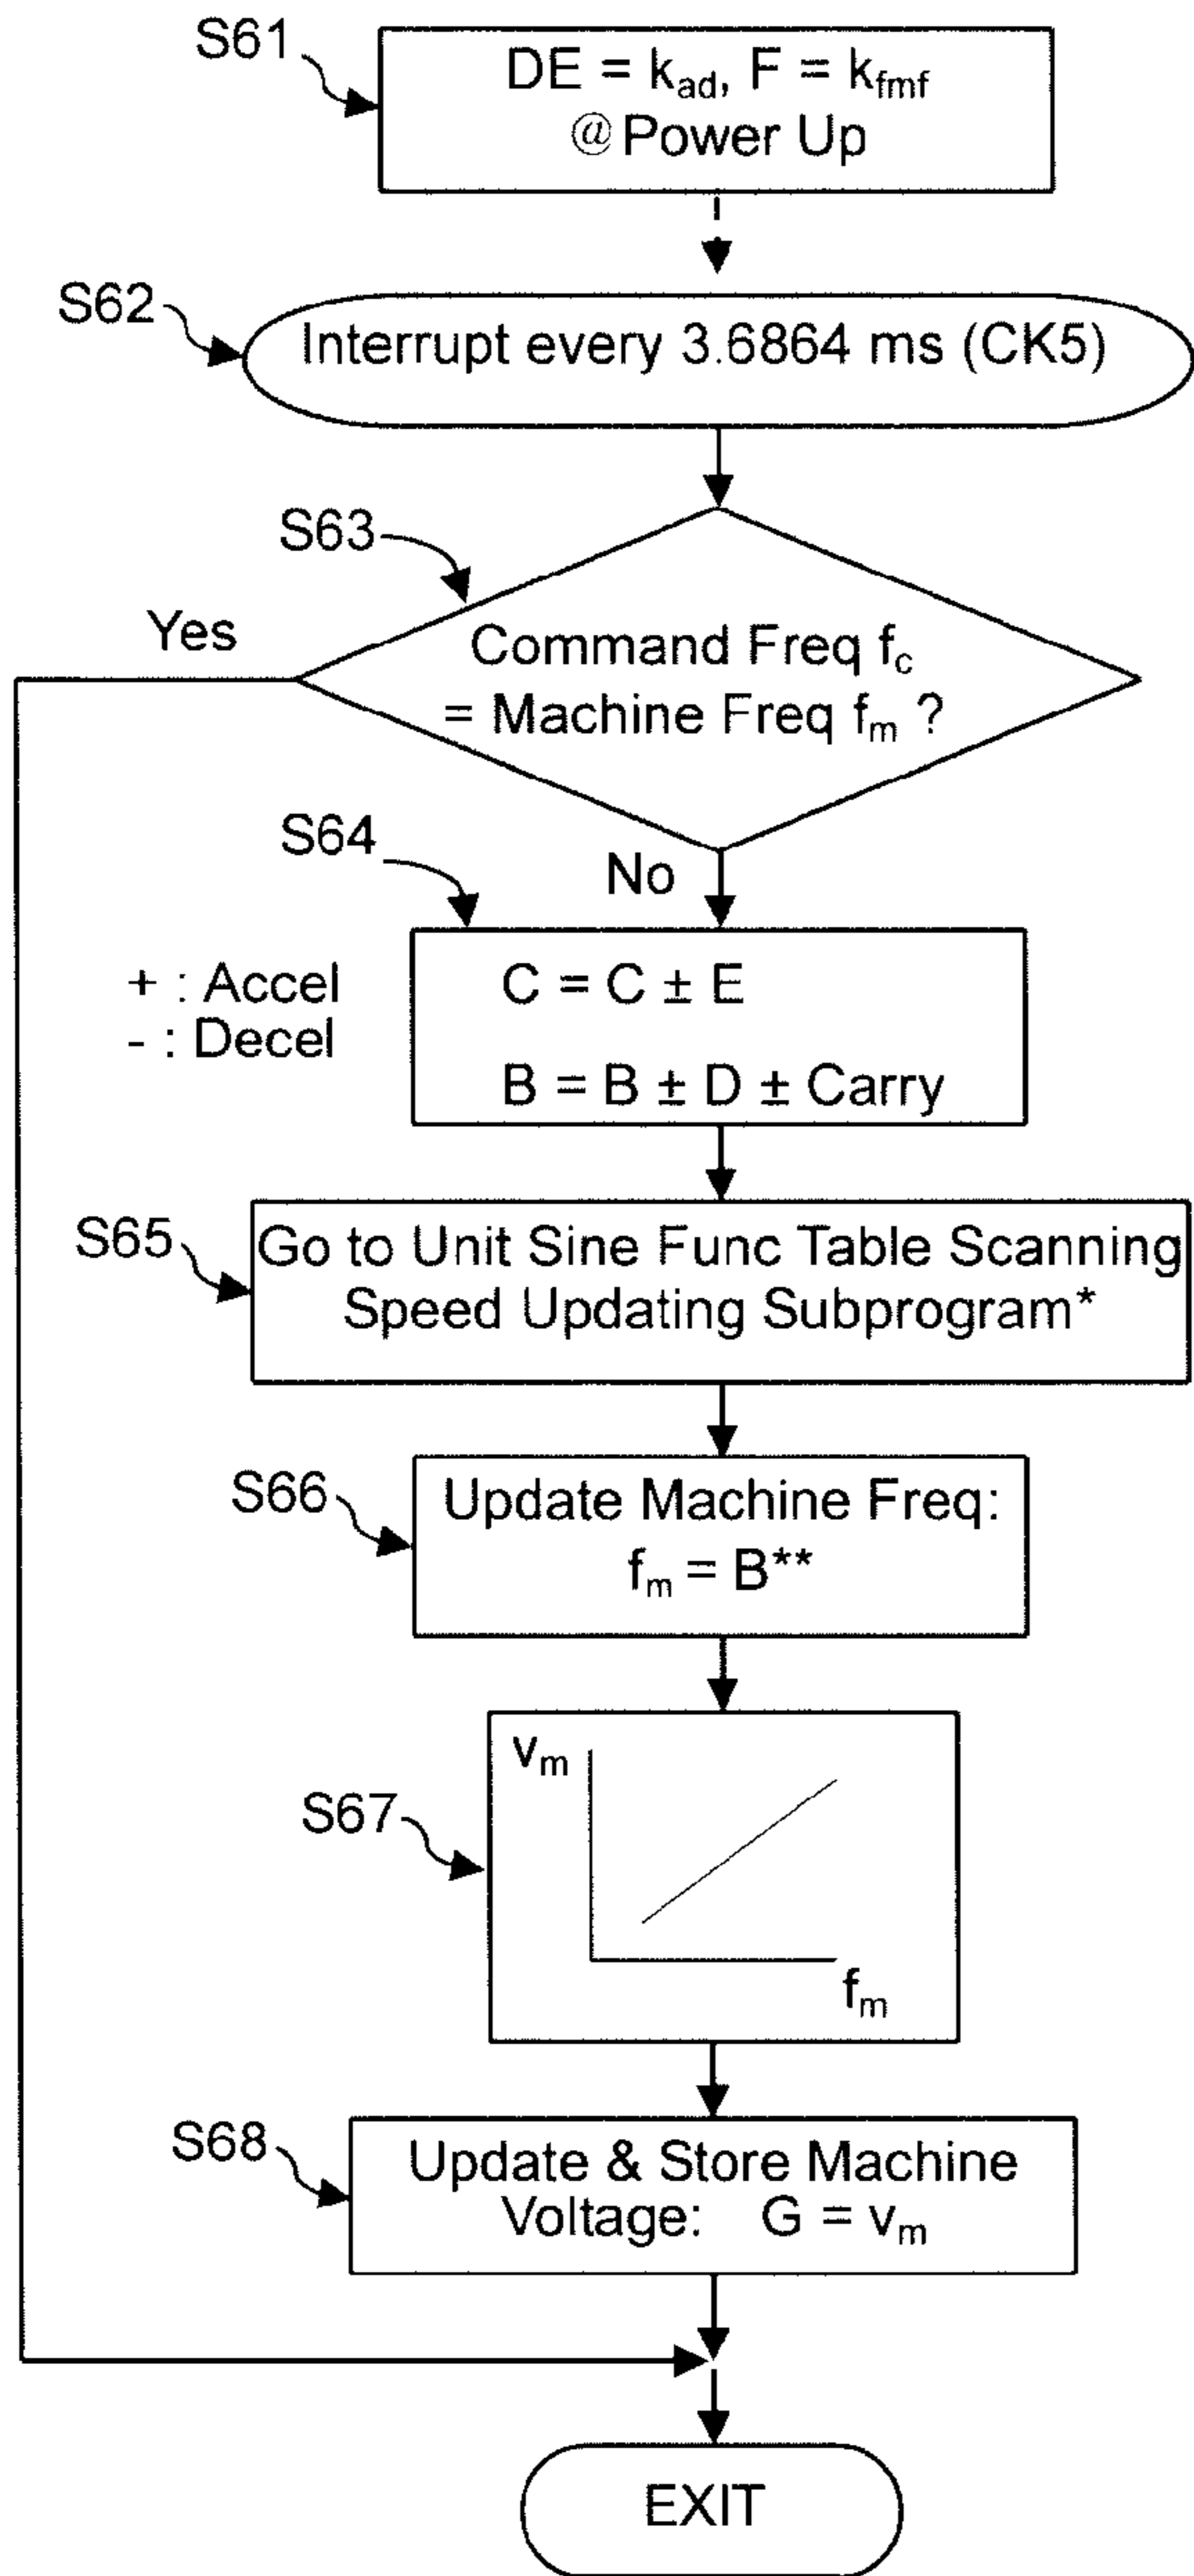 S61
DE = k_ad, F = k_fmf
@ Power Up
S62
Interrupt every 3.6864 ms (CK5)
S63
Yes
Command Freq f_c
= Machine Freq f_m ?
S64
No
+ : Accel
- : Decel
C = C ± E
B = B ± D ± Carry
S65
Go to Unit Sine Func Table Scanning
Speed Updating Subprogram*
S66
Update Machine Freq:
f_m = B**
S67
v_m
f_m
S68
Update & Store Machine
Voltage: G = v_m
EXIT